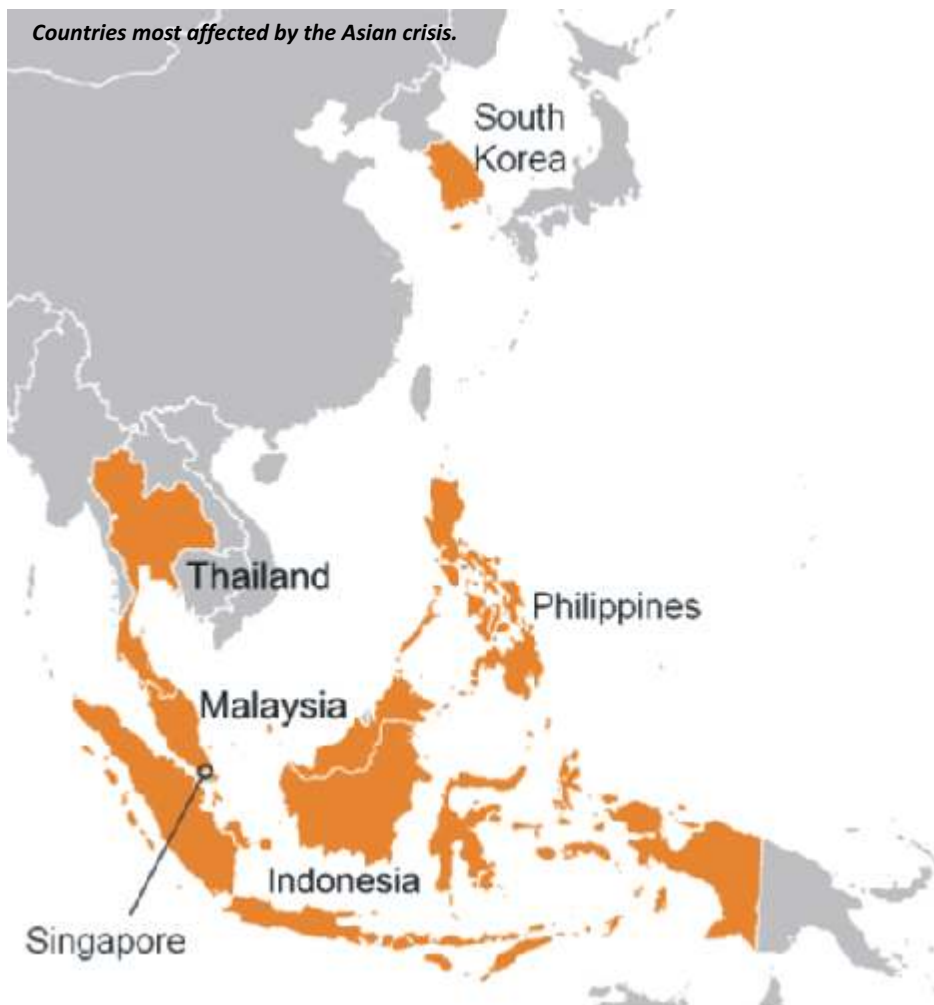 Countries most affected by the Asian crisis.
South
Korea
Thailand
Philippines
Malaysia
Indonesia
Singapore